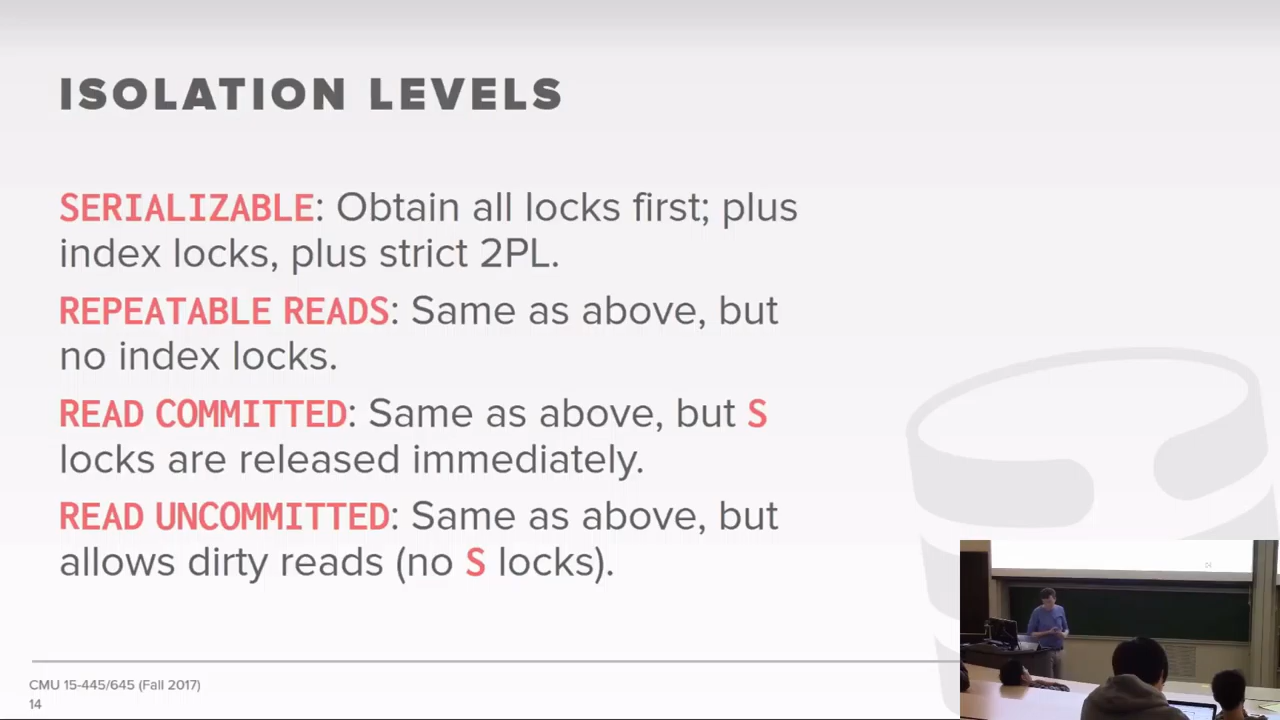 ISOLATION LEVELS
SERIALIZABLE: Obtain all locks first; plus
index locks, plus strict 2PL.
REPEATABLE READS: Same as above, but
no index locks.
READ COMMITTED: Same as above, but S
locks are released immediately.
READ UNCOMMITTED: Same as above, but
allows dirty reads (no S locks).
CMU 15-445/645 (Fall 2017)
14